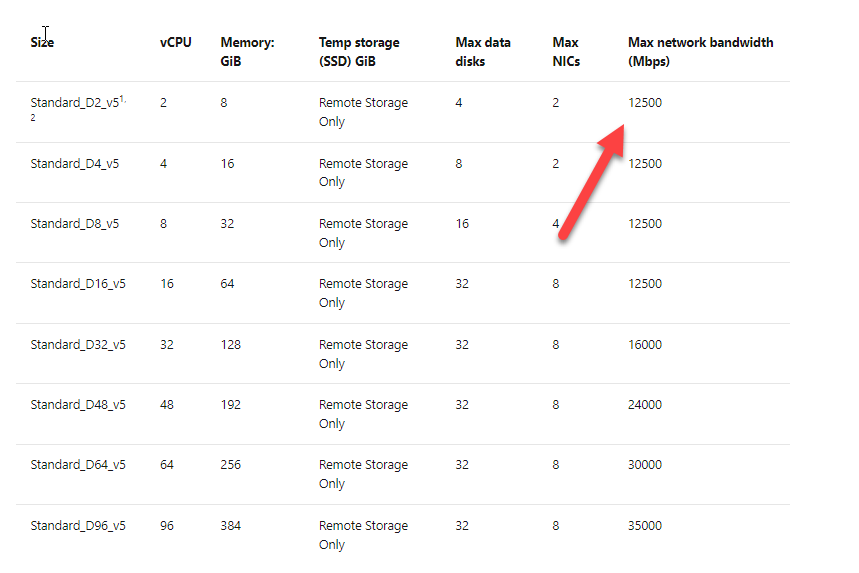 Size vCPU Memory: GiB Temp storage (SSD) GiB Max data disks Max NICs Max network bandwidth (Mbps)
Standard_D2_v5¹, ² 2 8 Remote Storage Only 4 2 12500
Standard_D4_v5 4 16 Remote Storage Only 8 2 12500
Standard_D8_v5 8 32 Remote Storage Only 16 4 12500
Standard_D16_v5 16 64 Remote Storage Only 32 8 12500
Standard_D32_v5 32 128 Remote Storage Only 32 8 16000
Standard_D48_v5 48 192 Remote Storage Only 32 8 24000
Standard_D64_v5 64 256 Remote Storage Only 32 8 30000
Standard_D96_v5 96 384 Remote Storage Only 32 8 35000